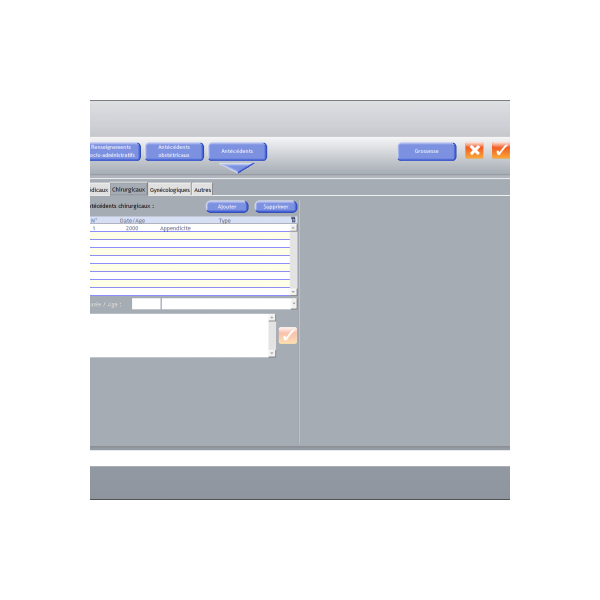 Renseignements
ocio-administratifs
Antécédents
obstétricaux
Antécédents
Grossesse
dicaux Chirurgicaux Gynécologiques Autres
técédents chirurgicaux :
Ajouter Supprimer
N° Date/Age Type
1 2000 Appendicite
née / age :